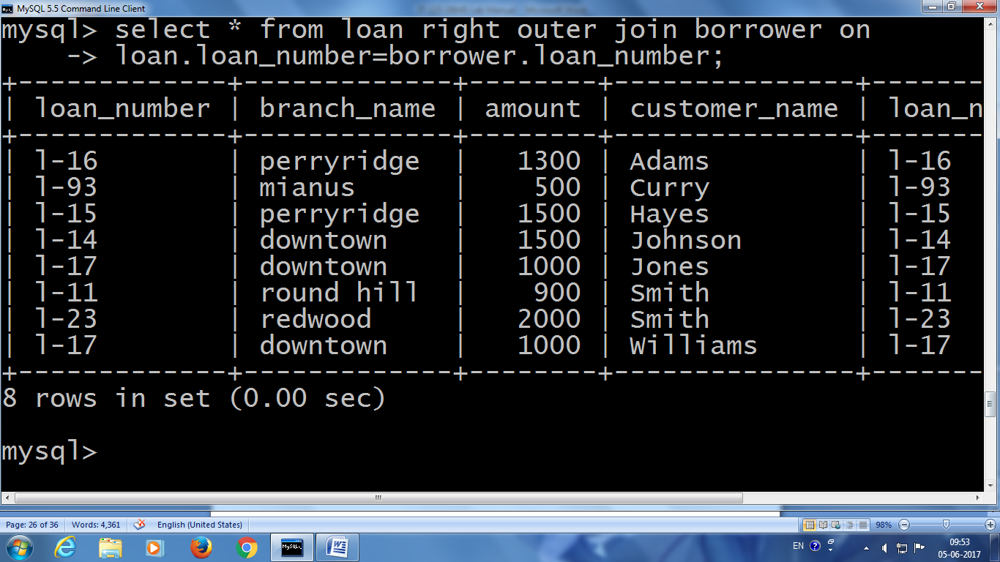 MySQL 5.5 Command Line Client
mysql> select * from loan right outer join borrower on
    -> loan.loan_number=borrower.loan_number;
+-------------+-------------+--------+---------------+-------
| loan_number | branch_name | amount | customer_name | loan_n
+-------------+-------------+--------+---------------+-------
| l-16        | perryridge  |   1300 | Adams         | l-16
| l-93        | mianus      |    500 | Curry         | l-93
| l-15        | perryridge  |   1500 | Hayes         | l-15
| l-14        | downtown    |   1500 | Johnson       | l-14
| l-17        | downtown    |   1000 | Jones         | l-17
| l-11        | round hill  |    900 | Smith         | l-11
| l-23        | redwood     |   2000 | Smith         | l-23
| l-17        | downtown    |   1000 | Williams      | l-17
+-------------+-------------+--------+---------------+-------
8 rows in set (0.00 sec)
mysql>
Page: 26 of 36 Words: 4,361 English (United States) 98%
EN 09:53
05-06-2017